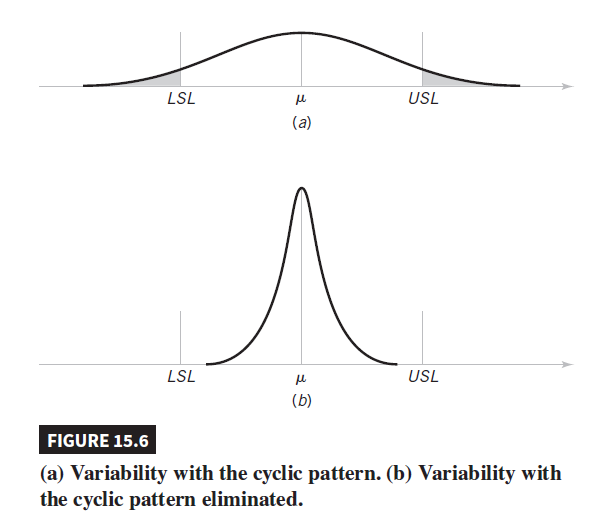 LSL μ USL
(a)
LSL μ USL
(b)
FIGURE 15.6
(a) Variability with the cyclic pattern. (b) Variability with
the cyclic pattern eliminated.